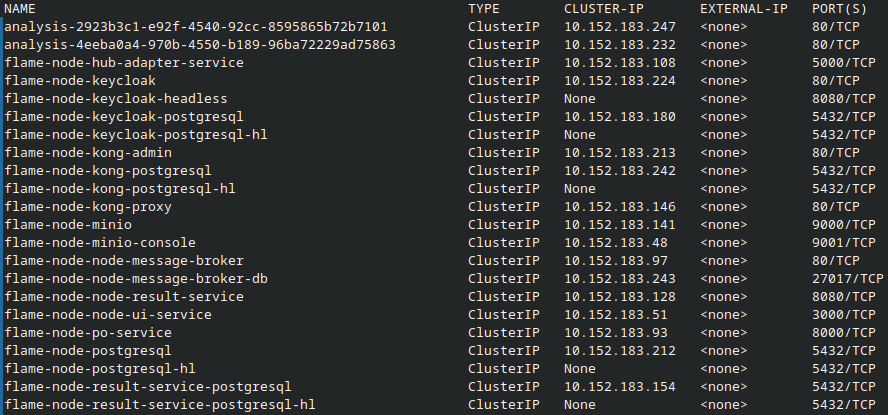 NAME TYPE CLUSTER-IP EXTERNAL-IP PORT(S)
analysis-2923b3c1-e92f-4540-92cc-8595865b72b7101 ClusterIP 10.152.183.247 <none> 80/TCP
analysis-4eeba0a4-970b-4550-b189-96ba72229ad75863 ClusterIP 10.152.183.232 <none> 80/TCP
flame-node-hub-adapter-service ClusterIP 10.152.183.108 <none> 5000/TCP
flame-node-keycloak ClusterIP 10.152.183.224 <none> 80/TCP
flame-node-keycloak-headless ClusterIP None <none> 8080/TCP
flame-node-keycloak-postgresql ClusterIP 10.152.183.180 <none> 5432/TCP
flame-node-keycloak-postgresql-hl ClusterIP None <none> 5432/TCP
flame-node-kong-admin ClusterIP 10.152.183.213 <none> 80/TCP
flame-node-kong-postgresql ClusterIP 10.152.183.242 <none> 5432/TCP
flame-node-kong-postgresql-hl ClusterIP None <none> 5432/TCP
flame-node-kong-proxy ClusterIP 10.152.183.146 <none> 80/TCP
flame-node-minio ClusterIP 10.152.183.141 <none> 9000/TCP
flame-node-minio-console ClusterIP 10.152.183.48 <none> 9001/TCP
flame-node-node-message-broker ClusterIP 10.152.183.97 <none> 80/TCP
flame-node-node-message-broker-db ClusterIP 10.152.183.243 <none> 27017/TCP
flame-node-node-result-service ClusterIP 10.152.183.128 <none> 8080/TCP
flame-node-node-ui-service ClusterIP 10.152.183.51 <none> 3000/TCP
flame-node-po-service ClusterIP 10.152.183.93 <none> 8000/TCP
flame-node-postgresql ClusterIP 10.152.183.212 <none> 5432/TCP
flame-node-postgresql-hl ClusterIP None <none> 5432/TCP
flame-node-result-service-postgresql ClusterIP 10.152.183.154 <none> 5432/TCP
flame-node-result-service-postgresql-hl ClusterIP None <none> 5432/TCP